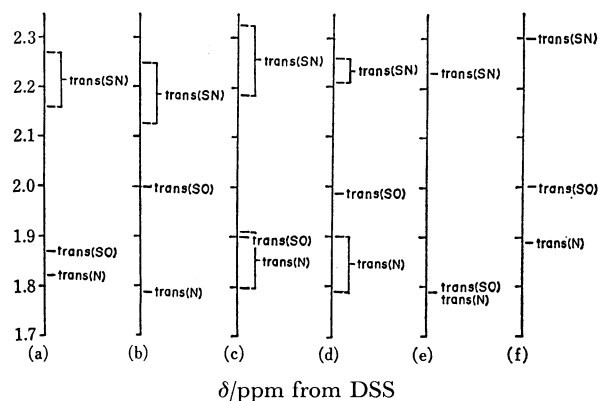 2.3
2.2
2.1
2.0
1.9
1.8
1.7
trans(SN)
trans(SO)
trans(N)
trans(SN)
trans(SO)
trans(N)
trans(SN)
trans(SO)
trans(N)
trans(SN)
trans(SO)
trans(N)
trans(SN)
trans(SO)
trans(N)
trans(SN)
trans(SO)
trans(N)
(a) (b) (c) (d) (e) (f)
δ/ppm from DSS